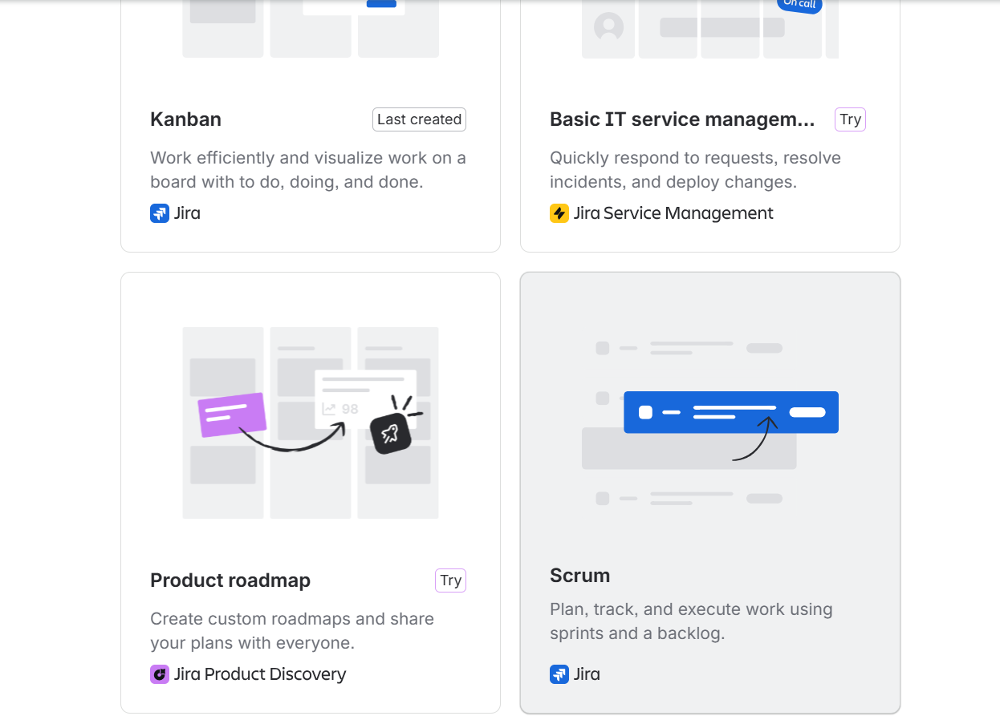 On call
Kanban
Last created
Work efficiently and visualize work on a
board with to do, doing, and done.
Jira
Basic IT service managem...
Try
Quickly respond to requests, resolve
incidents, and deploy changes.
Jira Service Management
98
Product roadmap
Try
Create custom roadmaps and share
your plans with everyone.
Jira Product Discovery
Scrum
Plan, track, and execute work using
sprints and a backlog.
Jira